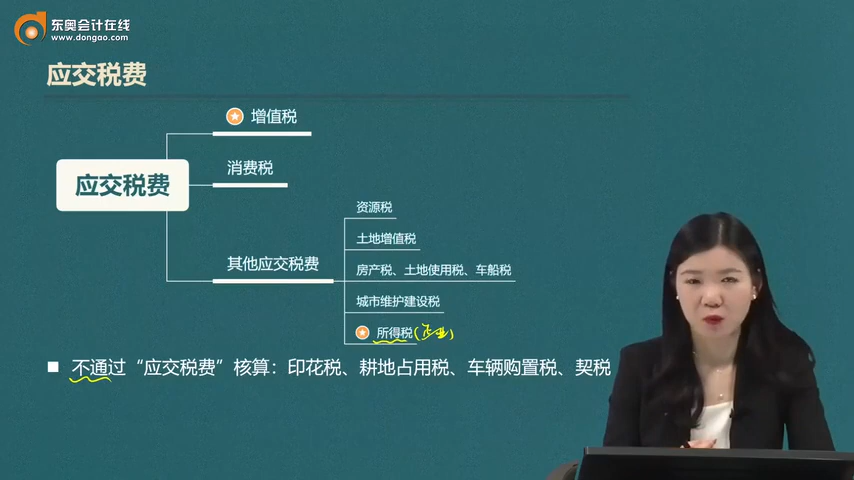 东奥会计在线
www.dongao.com
应交税费
增值税
消费税
应交税费
资源税
土地增值税
其他应交税费
房产税、土地使用税、车船税
城市维护建设税
所得税(企业)
不通过“应交税费”核算：印花税、耕地占用税、车辆购置税、契税